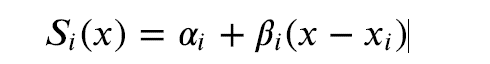 Sᵢ(x) = αᵢ + βᵢ(x − xᵢ)